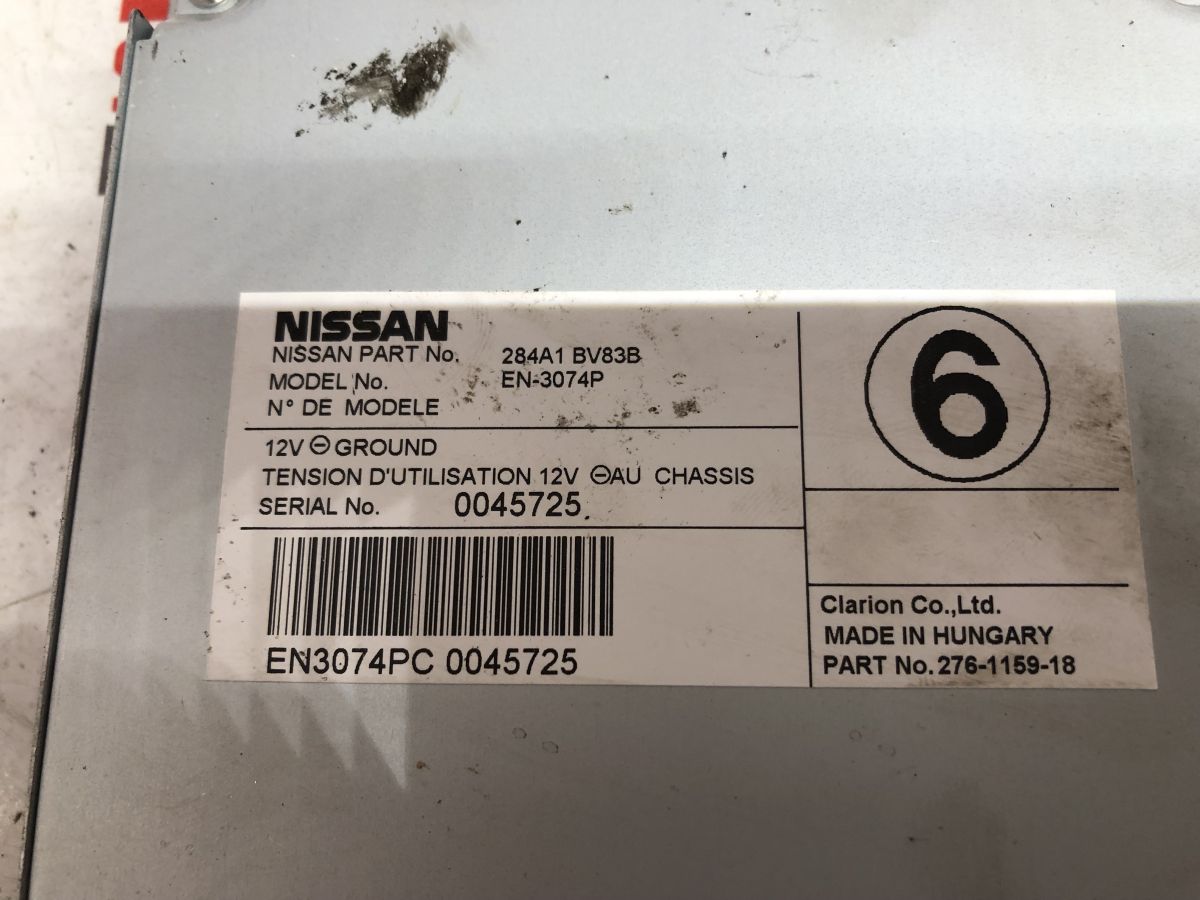 NISSAN
NISSAN PART No. 284A1 BV83B
MODEL No. EN-3074P
N° DE MODELE
12V ⊖ GROUND
TENSION D'UTILISATION 12V ⊖AU CHASSIS
SERIAL No. 0045725
EN3074PC 0045725
6
Clarion Co.,Ltd.
MADE IN HUNGARY
PART No.276-1159-18